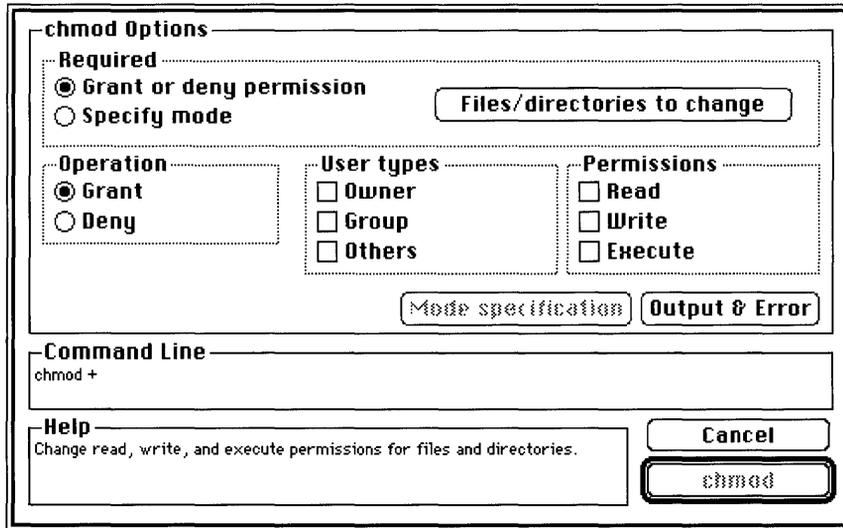 chmod Options
Required
Grant or deny permission
Specify mode
Files/directories to change
Operation
Grant
Deny
User types
Owner
Group
Others
Permissions
Read
Write
Execute
Mode specification
Output & Error
Command Line
chmod +
Help
Change read, write, and execute permissions for files and directories.
Cancel
chmod